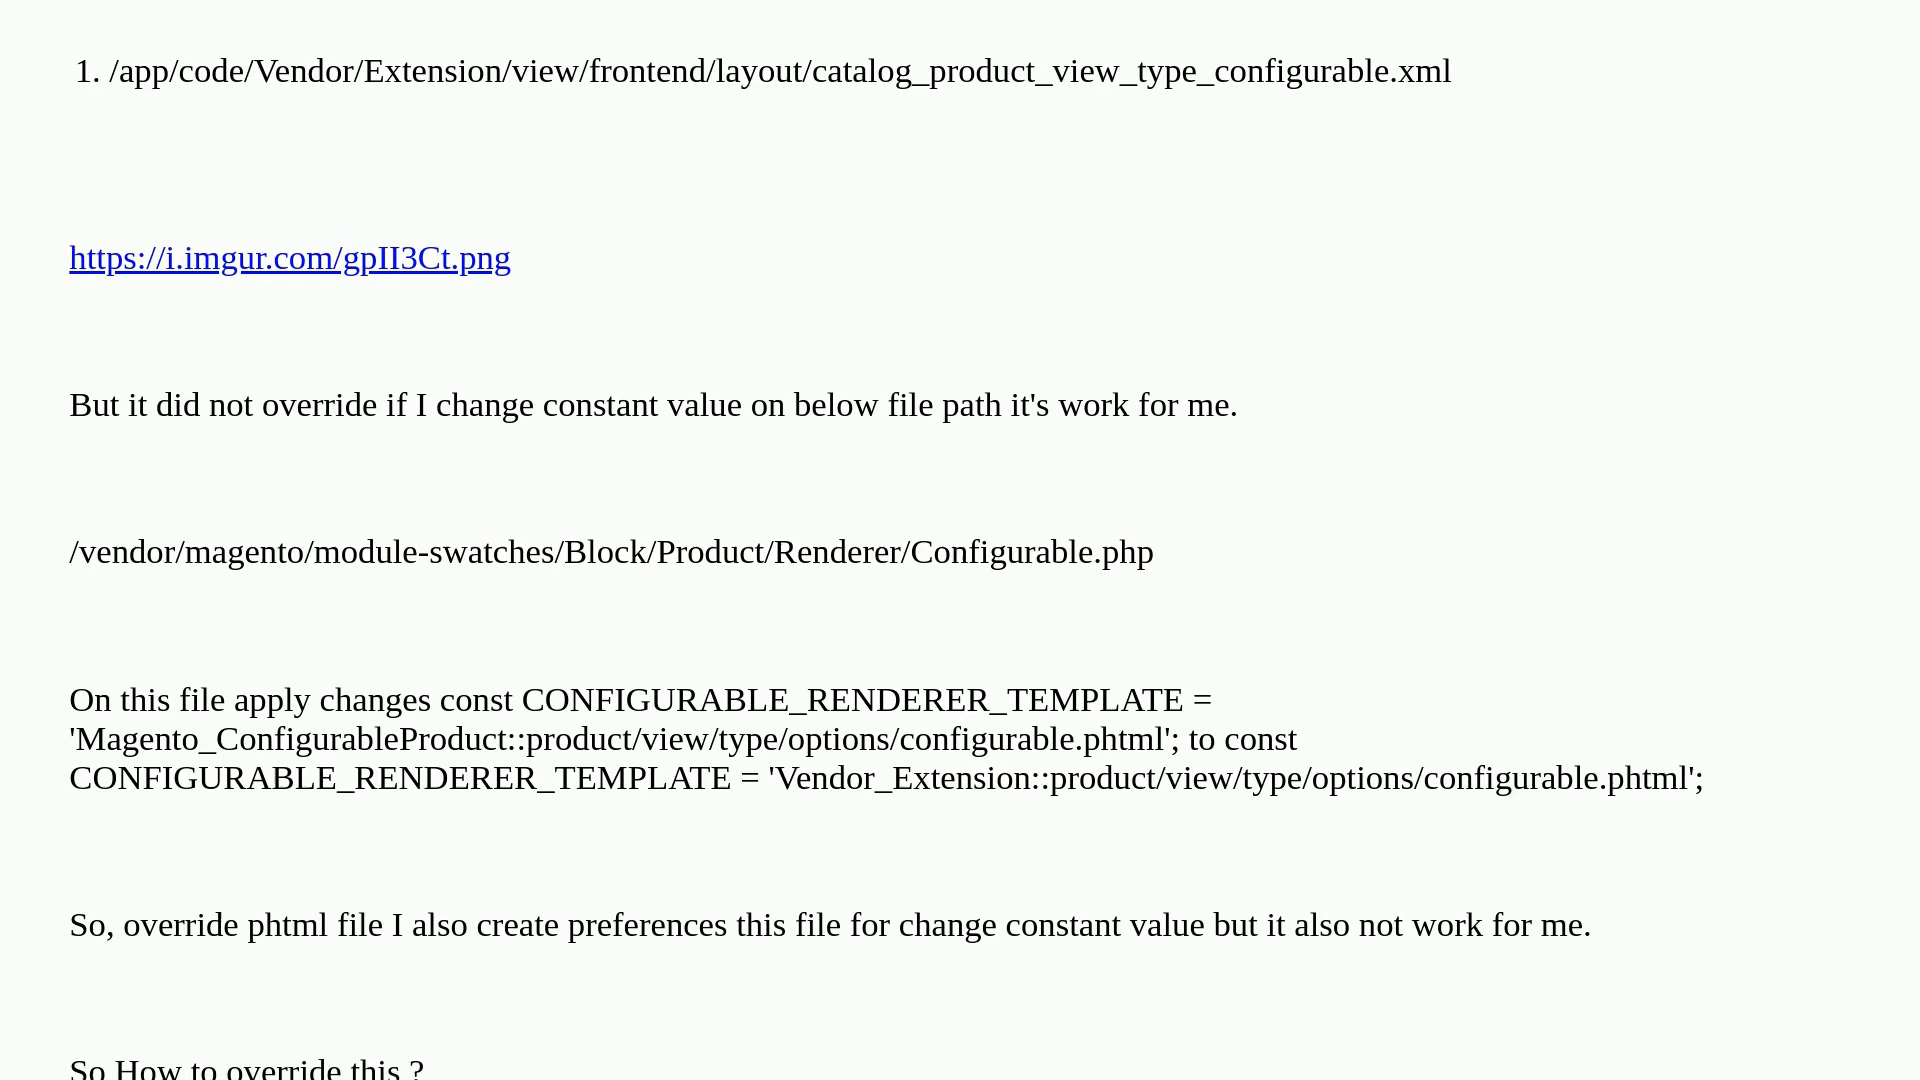 1. /app/code/Vendor/Extension/view/frontend/layout/catalog_product_view_type_configurable.xml
https://i.imgur.com/gpII3Ct.png
But it did not override if I change constant value on below file path it's work for me.
/vendor/magento/module-swatches/Block/Product/Renderer/Configurable.php
On this file apply changes const CONFIGURABLE_RENDERER_TEMPLATE =
'Magento_ConfigurableProduct::product/view/type/options/configurable.phtml'; to const
CONFIGURABLE_RENDERER_TEMPLATE = 'Vendor_Extension::product/view/type/options/configurable.phtml';
So, override phtml file I also create preferences this file for change constant value but it also not work for me.
So How to override this ?